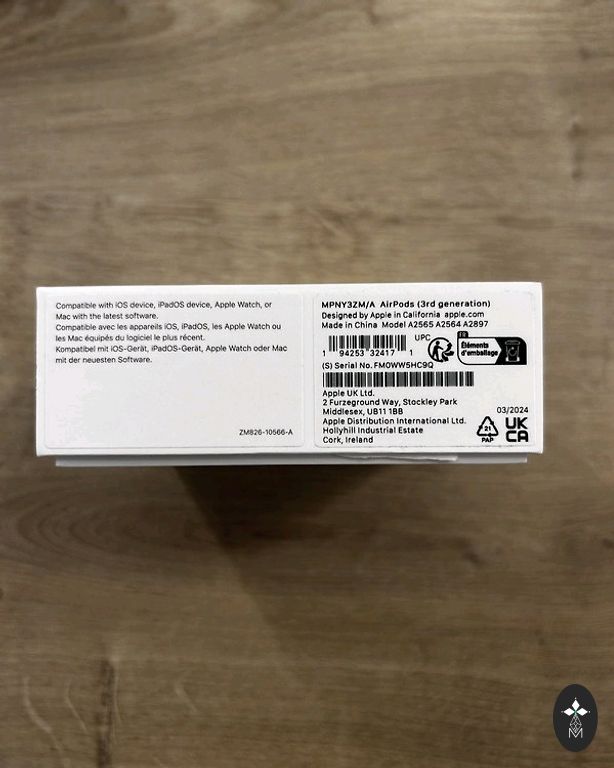 Compatible with iOS device, iPadOS device, Apple Watch, or
Mac with the latest software.
Compatible avec les appareils iOS, iPadOS, les Apple Watch ou
les Mac équipés du logiciel le plus récent.
Kompatibel mit iOS-Gerät, iPadOS-Gerät, Apple Watch oder Mac
mit der neuesten Software.
ZM826-10566-A
MPNY3ZM/A AirPods (3rd generation)
Designed by Apple in California apple.com
Made in China Model A2565 A2564 A2897
UPC
1 94253 32417 1
FR
Éléments
d'emballage
(S) Serial No. FM0WW5HC9Q
Apple UK Ltd.
2 Furzeground Way, Stockley Park
Middlesex, UB11 1BB
Apple Distribution International Ltd.
Hollyhill Industrial Estate
Cork, Ireland
03/2024
21
PAP
UK
CA
M